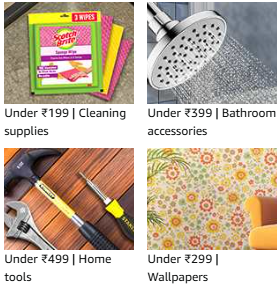 3 WIPES
Scotch
Brite
Sponge Wipe
Under ₹199 | Cleaning
supplies
Under ₹399 | Bathroom
accessories
STANLEY
Under ₹499 | Home
tools
Under ₹299 |
Wallpapers